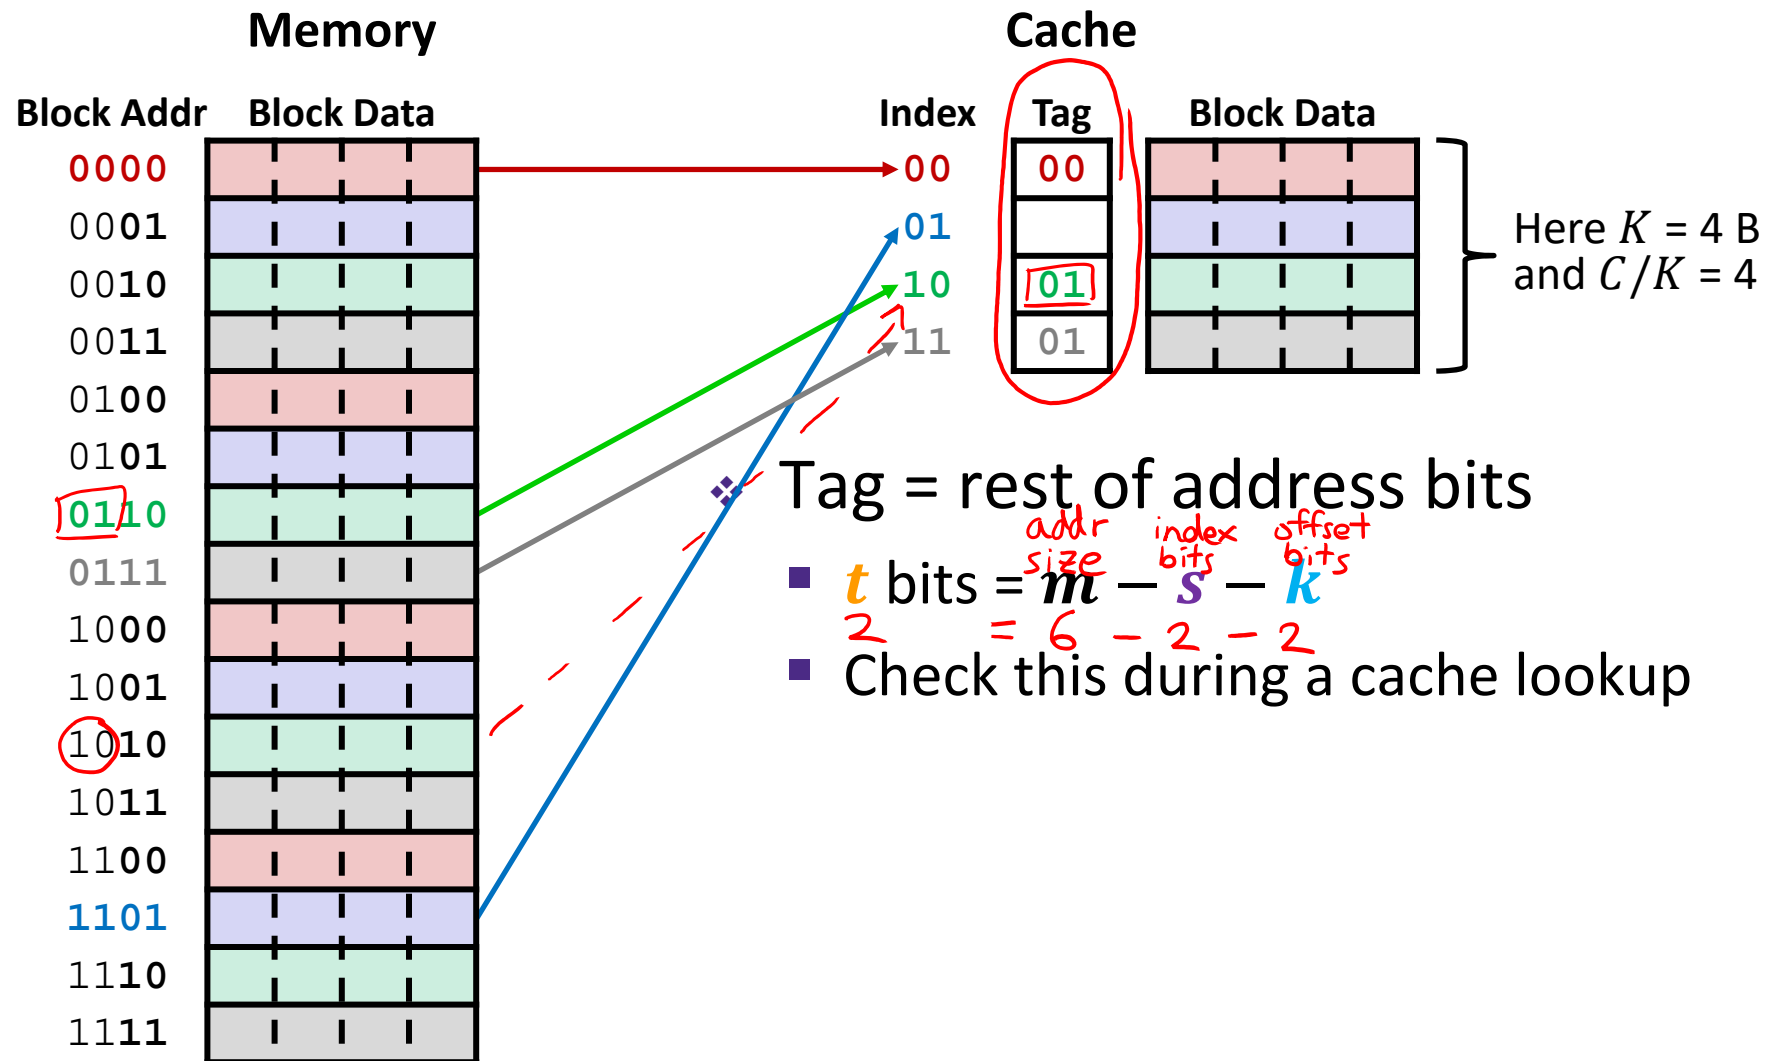 Memory
Cache
Block Addr Block Data
Index Tag Block Data
0000
0001
0010
0011
0100
0101
0110
0111
1000
1001
1010
1011
1100
1101
1110
1111
00 00
01
10 01
11 01
Here K = 4 B
and C/K = 4
❖ Tag = rest of address bits
addr size index bits offset bits
▪ t bits = m – s – k
2 = 6 – 2 – 2
▪ Check this during a cache lookup